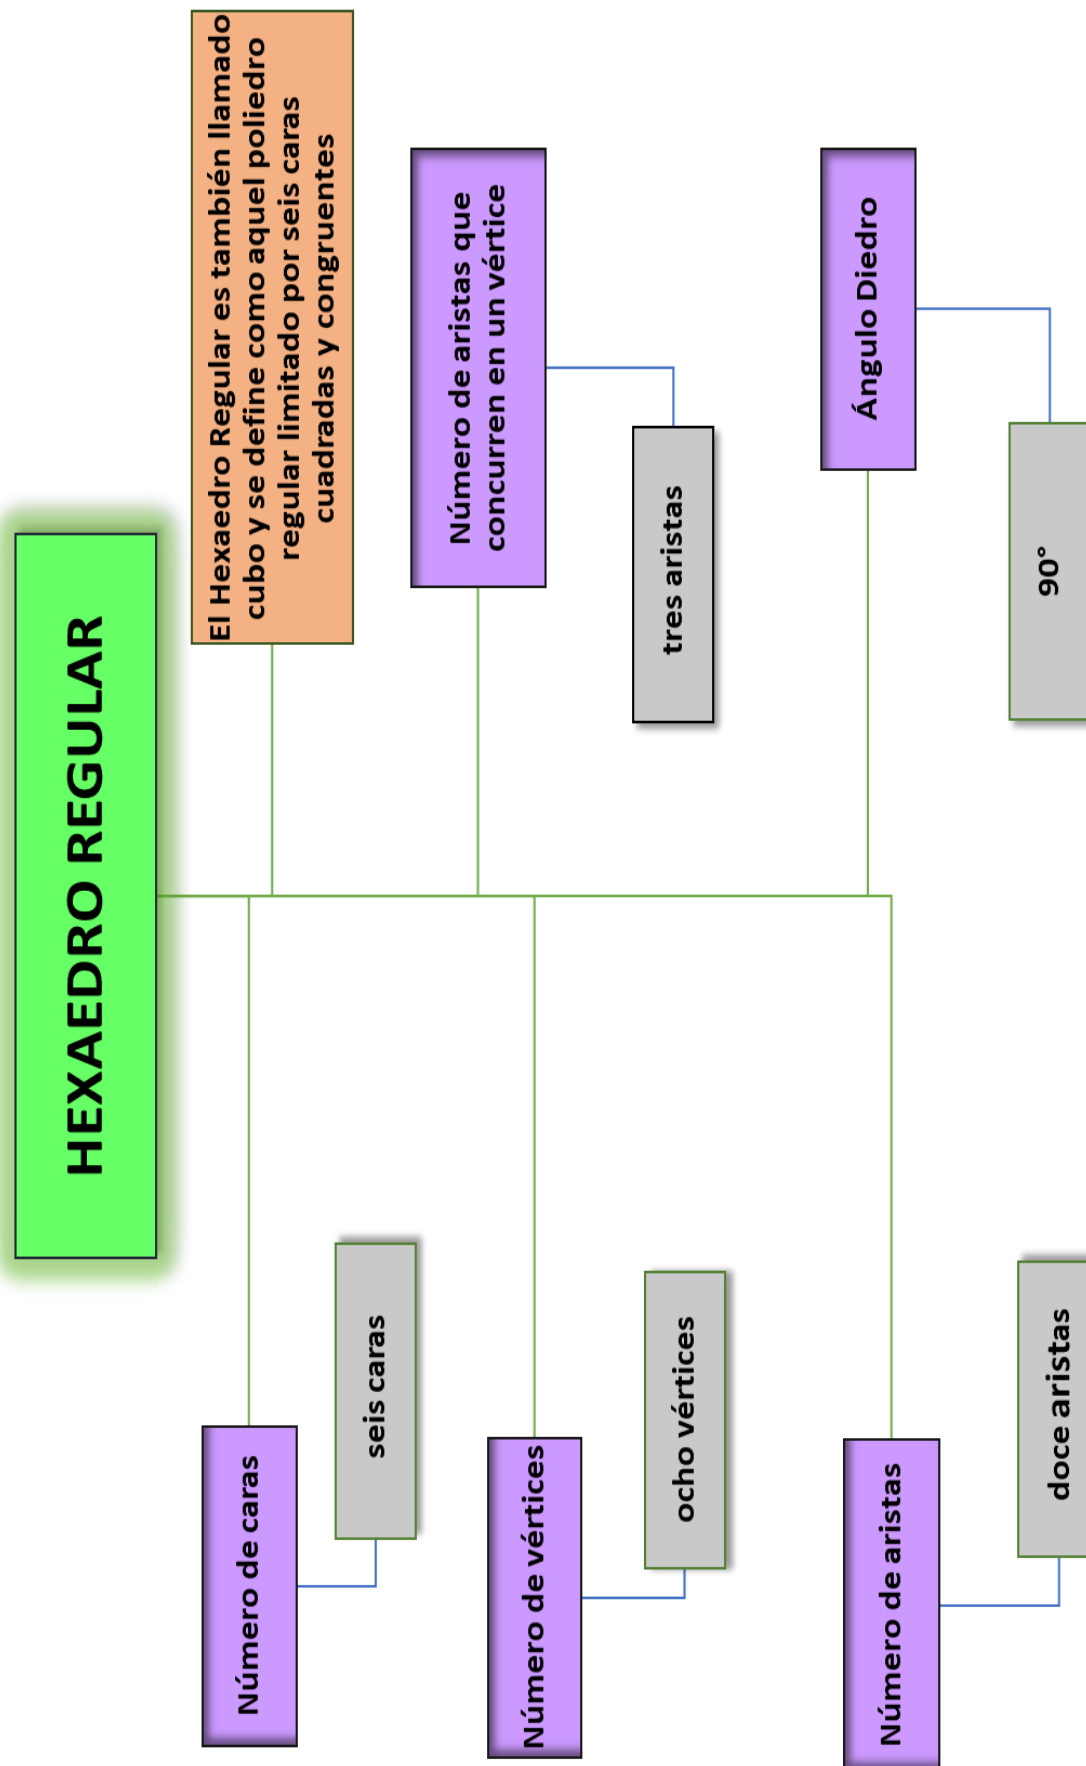 HEXAEDRO REGULAR
El Hexaedro Regular es también llamado
cubo y se define como aquel poliedro
regular limitado por seis caras
cuadradas y congruentes
Número de caras
seis caras
Número de aristas que
concurren en un vértice
tres aristas
Número de vértices
ocho vértices
Ángulo Diedro
90°
Número de aristas
doce aristas